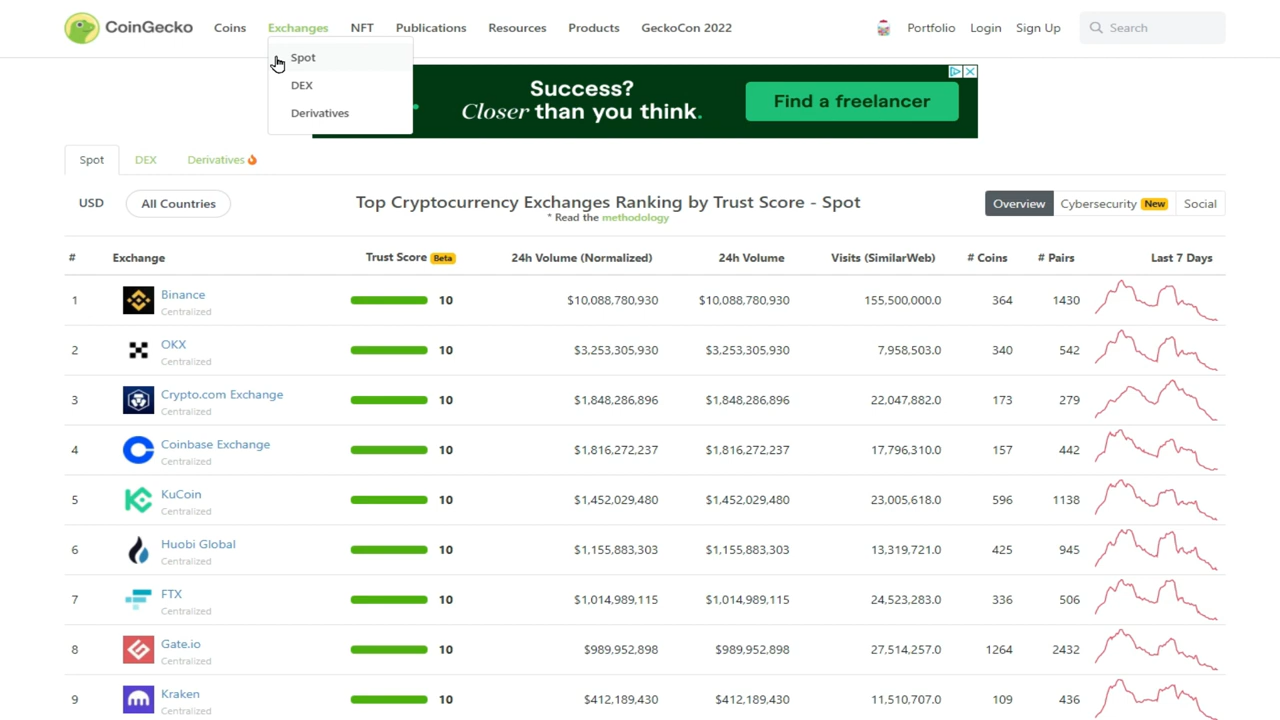 CoinGecko Coins Exchanges NFT Publications Resources Products GeckoCon 2022 Portfolio Login Sign Up Search
Spot
DEX
Derivatives
Success?
Closer than you think.
Find a freelancer
Spot DEX Derivatives
USD All Countries Top Cryptocurrency Exchanges Ranking by Trust Score - Spot Overview Cybersecurity New Social
* Read the methodology
# Exchange Trust Score Beta 24h Volume (Normalized) 24h Volume Visits (SimilarWeb) # Coins # Pairs Last 7 Days
1 Binance 10 $10,088,780,930 $10,088,780,930 155,500,000.0 364 1430
Centralized
2 OKX 10 $3,253,305,930 $3,253,305,930 7,958,503.0 340 542
Centralized
3 Crypto.com Exchange 10 $1,848,286,896 $1,848,286,896 22,047,882.0 173 279
Centralized
4 Coinbase Exchange 10 $1,816,272,237 $1,816,272,237 17,796,310.0 157 442
Centralized
5 KuCoin 10 $1,452,029,480 $1,452,029,480 23,005,618.0 596 1138
Centralized
6 Huobi Global 10 $1,155,883,303 $1,155,883,303 13,319,721.0 425 945
Centralized
7 FTX 10 $1,014,989,115 $1,014,989,115 24,523,283.0 336 506
Centralized
8 Gate.io 10 $989,952,898 $989,952,898 27,514,257.0 1264 2432
Centralized
9 Kraken 10 $412,189,430 $412,189,430 11,510,707.0 109 436
Centralized